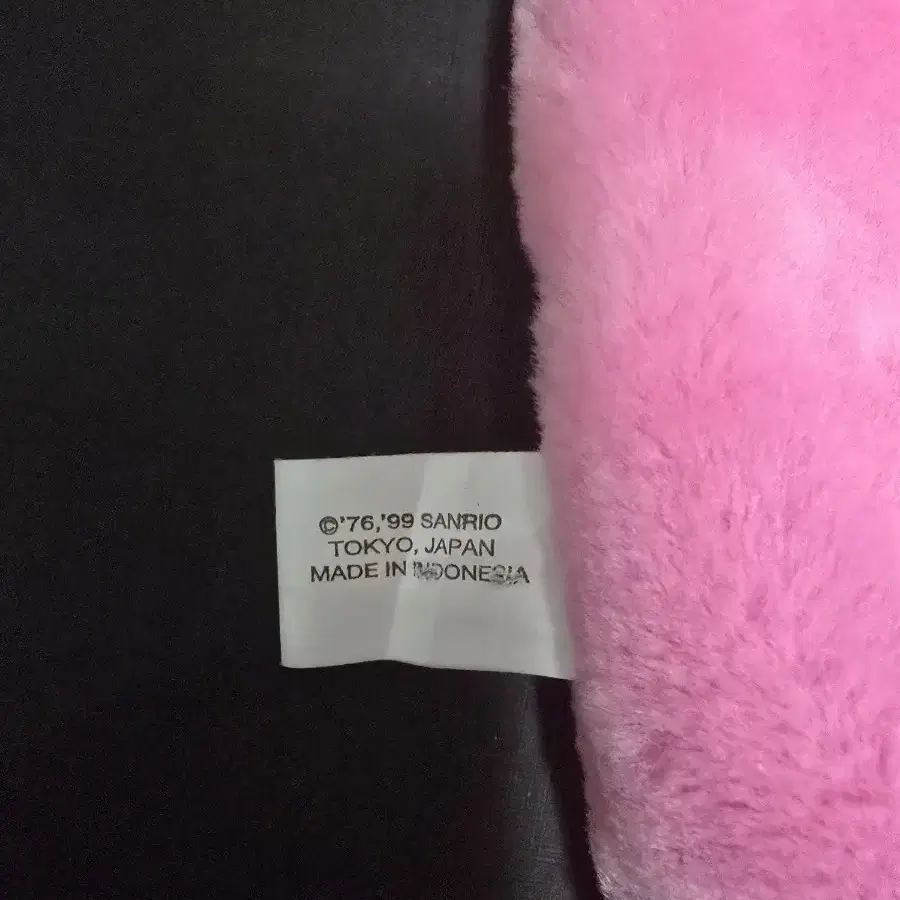 ©'76,'99 SANRIO
TOKYO, JAPAN
MADE IN INDONESIA